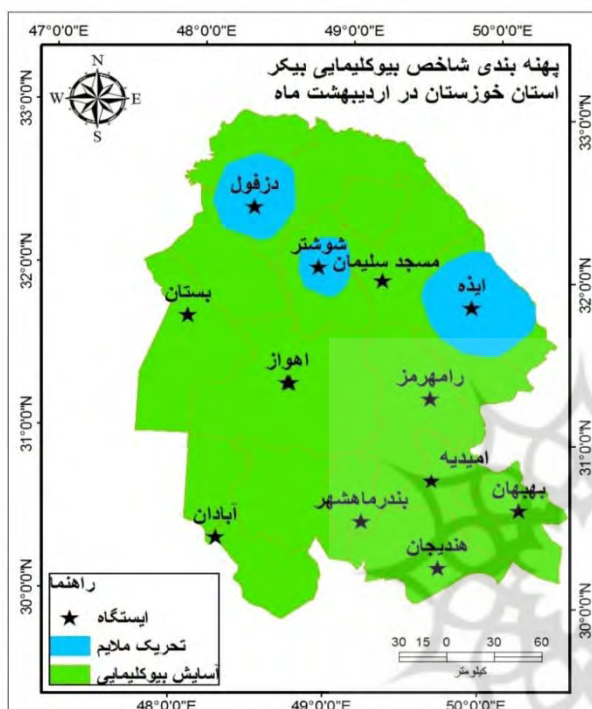 47°0'0"E 48°0'0"E 49°0'0"E 50°0'0"E
پهنه بندی شاخص بیوکلیمایی بیکر
استان خوزستان در اردیبهشت ماه
N
W E
S
33°0'0"N 33°0'0"N
دزفول
شوشتر
مسجد سلیمان
ایذه
32°0'0"N 32°0'0"N
بستان
اهواز
رامهرمز
31°0'0"N 31°0'0"N
امیدیه
بهبهان
بندرماهشهر
آبادان
هندیجان
30°0'0"N 30°0'0"N
راهنما
ایستگاه
تحریک ملایم
آسایش بیوکلیمایی
30 15 0 30 60
کیلومتر
48°0'0"E 49°0'0"E 50°0'0"E